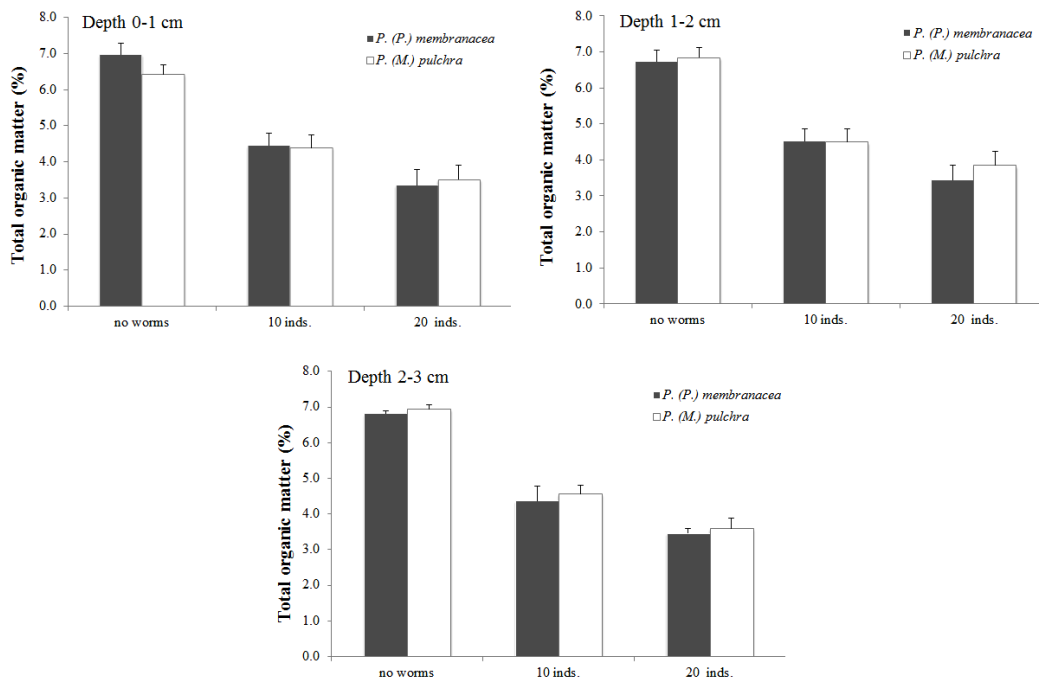 Depth 0-1 cm
P. (P.) membranacea
P. (M.) pulchra
Total organic matter (%)
8.0
7.0
6.0
5.0
4.0
3.0
2.0
1.0
0.0
no worms 10 inds. 20 inds.
Depth 1-2 cm
P. (P.) membranacea
P. (M.) pulchra
Total organic matter (%)
8.0
7.0
6.0
5.0
4.0
3.0
2.0
1.0
0.0
no worms 10 inds. 20 inds.
Depth 2-3 cm
P. (P.) membranacea
P. (M.) pulchra
Total organic matter (%)
8.0
7.0
6.0
5.0
4.0
3.0
2.0
1.0
0.0
no worms 10 inds. 20 inds.